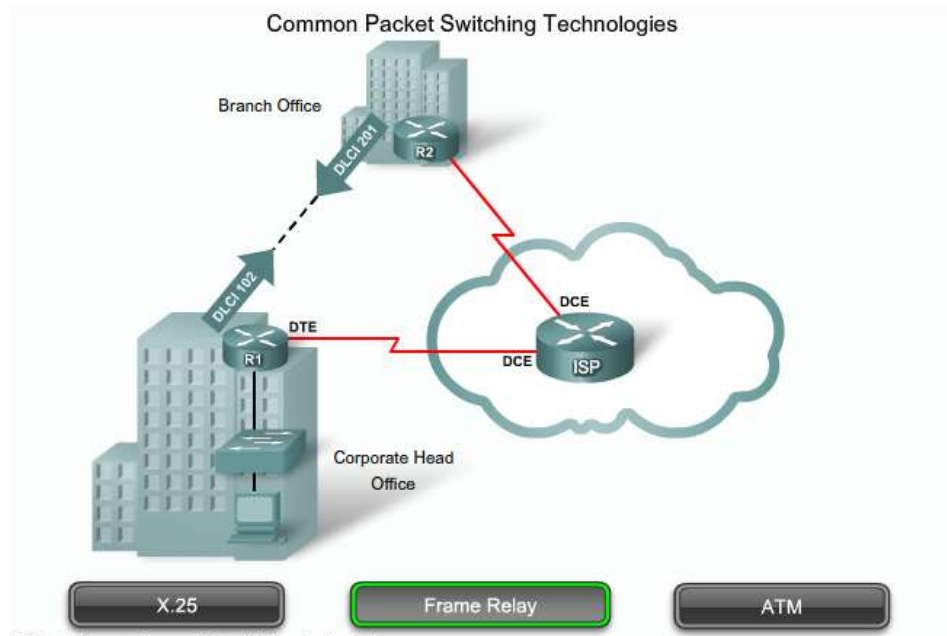 Common Packet Switching Technologies
Branch Office
DLCI 201
R2
DLCI 102
DCE
DTE
R1
DCE
ISP
Corporate Head
Office
X.25
Frame Relay
ATM